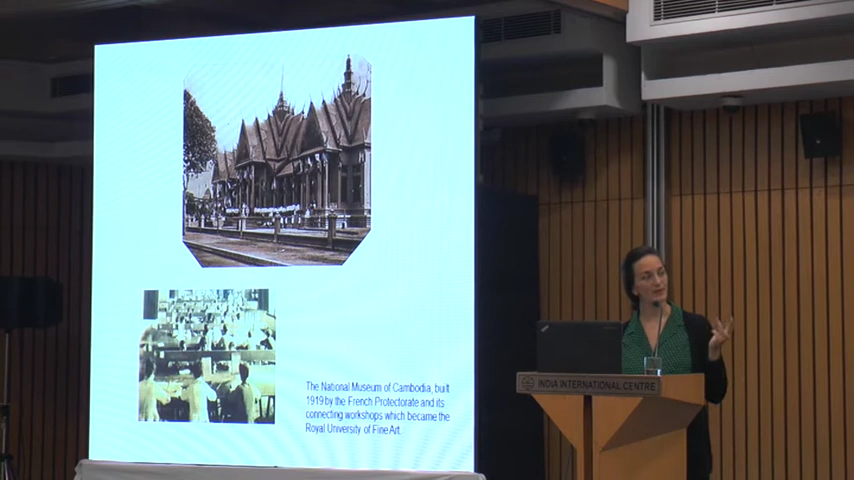 The National Museum of Cambodia, built
1919 by the French Protectorate and its
connecting workshops which became the
Royal University of Fine Art.
INDIA INTERNATIONAL CENTRE